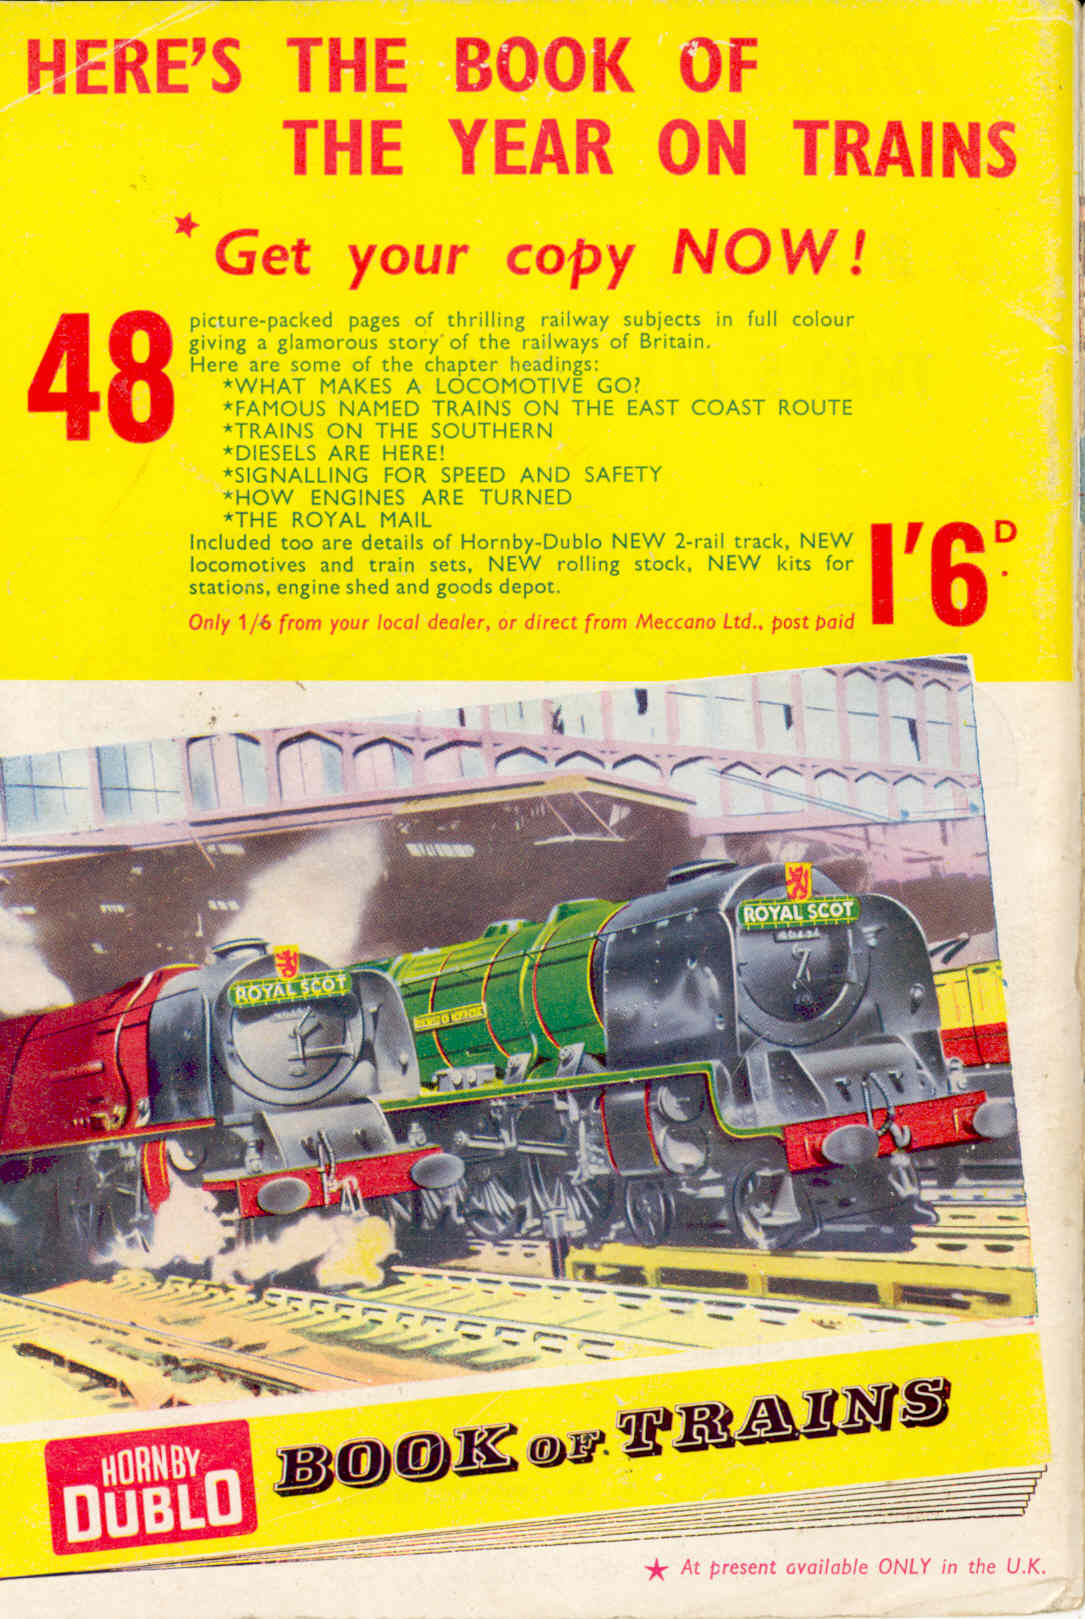 HERE'S THE BOOK OF
THE YEAR ON TRAINS
* Get your copy NOW!
48
picture-packed pages of thrilling railway subjects in full colour
giving a glamorous story of the railways of Britain.
Here are some of the chapter headings:
*WHAT MAKES A LOCOMOTIVE GO?
*FAMOUS NAMED TRAINS ON THE EAST COAST ROUTE
*TRAINS ON THE SOUTHERN
*DIESELS ARE HERE!
*SIGNALLING FOR SPEED AND SAFETY
*HOW ENGINES ARE TURNED
*THE ROYAL MAIL
Included too are details of Hornby-Dublo NEW 2-rail track, NEW
locomotives and train sets, NEW rolling stock, NEW kits for
stations, engine shed and goods depot.
1'6D.
Only 1/6 from your local dealer, or direct from Meccano Ltd., post paid
ROYAL SCOT
ROYAL SCOT
HORNBY
DUBLO
BOOK OF TRAINS
★ At present available ONLY in the U.K.